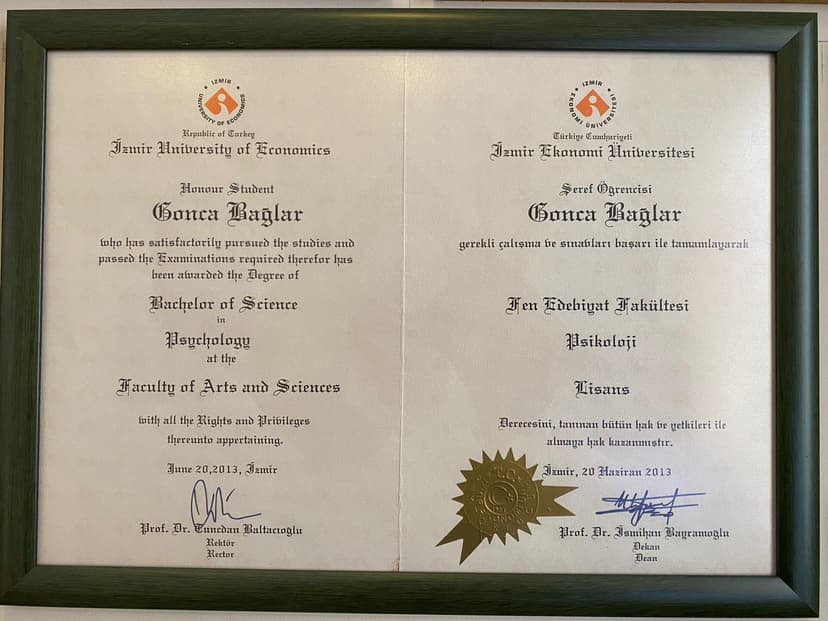 İZMİR
UNIVERSITY OF ECONOMICS
Republic of Turkey
İzmir University of Economics
Honour Student
Gonca Bağlar
who has satisfactorily pursued the studies and
passed the Examinations required therefor has
been awarded the Degree of
Bachelor of Science
in
Psychology
at the
Faculty of Arts and Sciences
with all the Rights and Privileges
thereunto appertaining.
June 20,2013, İzmir
Prof. Dr. Tuncdan Baltacıoğlu
Rektör
Rector
İZMİR
EKONOMİ ÜNİVERSİTESİ
Türkiye Cumhuriyeti
İzmir Ekonomi Üniversitesi
Şeref Öğrencisi
Gonca Bağlar
gerekli çalışma ve sınavları başarı ile tamamlayarak
Fen Edebiyat Fakültesi
Psikoloji
Lisans
Derecesini, tanınan bütün hak ve yetkileri ile
almaya hak kazanmıştır.
İzmir, 20 Haziran 2013
Prof. Dr. İsmihan Bayramoğlu
Dekan
Dean